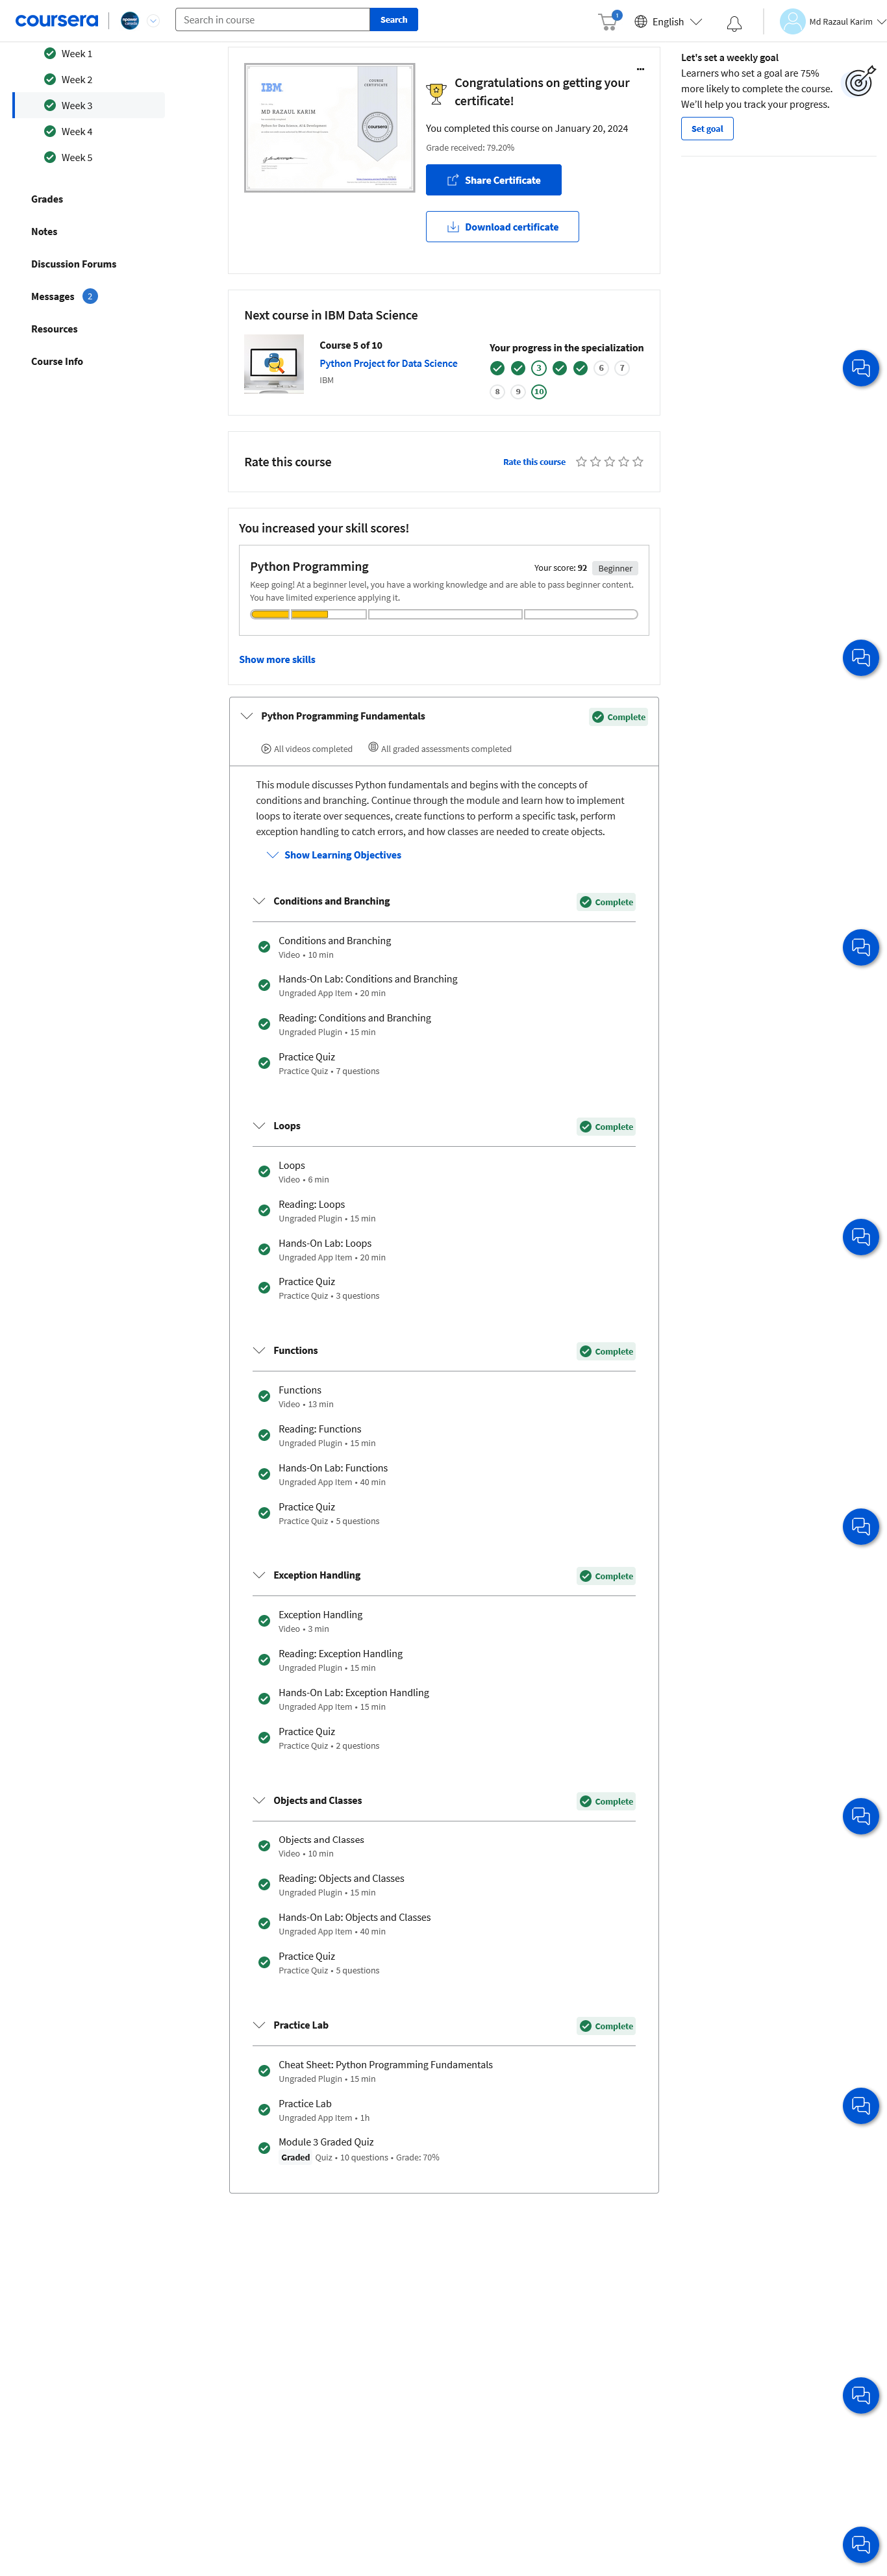 coursera
Search in course
Search
1
English
Md Razaul Karim
Week 1
Week 2
Week 3
Week 4
Week 5
Grades
Notes
Discussion Forums
Messages 2
Resources
Course Info
IBM
COURSE
CERTIFICATE
MD RAZAUL KARIM
Python for Data Science, AI & Development
coursera
Congratulations on getting your
certificate!
You completed this course on January 20, 2024
Grade received: 79.20%
Share Certificate
Download certificate
Let's set a weekly goal
Learners who set a goal are 75%
more likely to complete the course.
We'll help you track your progress.
Set goal
Next course in IBM Data Science
Course 5 of 10
Python Project for Data Science
IBM
Your progress in the specialization
3 6 7
8 9 10
Rate this course
Rate this course
You increased your skill scores!
Python Programming
Your score: 92 Beginner
Keep going! At a beginner level, you have a working knowledge and are able to pass beginner content.
You have limited experience applying it.
Show more skills
Python Programming Fundamentals
Complete
All videos completed
All graded assessments completed
This module discusses Python fundamentals and begins with the concepts of
conditions and branching. Continue through the module and learn how to implement
loops to iterate over sequences, create functions to perform a specific task, perform
exception handling to catch errors, and how classes are needed to create objects.
Show Learning Objectives
Conditions and Branching
Complete
Conditions and Branching
Video • 10 min
Hands-On Lab: Conditions and Branching
Ungraded App Item • 20 min
Reading: Conditions and Branching
Ungraded Plugin • 15 min
Practice Quiz
Practice Quiz • 7 questions
Loops
Complete
Loops
Video • 6 min
Reading: Loops
Ungraded Plugin • 15 min
Hands-On Lab: Loops
Ungraded App Item • 20 min
Practice Quiz
Practice Quiz • 3 questions
Functions
Complete
Functions
Video • 13 min
Reading: Functions
Ungraded Plugin • 15 min
Hands-On Lab: Functions
Ungraded App Item • 40 min
Practice Quiz
Practice Quiz • 5 questions
Exception Handling
Complete
Exception Handling
Video • 3 min
Reading: Exception Handling
Ungraded Plugin • 15 min
Hands-On Lab: Exception Handling
Ungraded App Item • 15 min
Practice Quiz
Practice Quiz • 2 questions
Objects and Classes
Complete
Objects and Classes
Video • 10 min
Reading: Objects and Classes
Ungraded Plugin • 15 min
Hands-On Lab: Objects and Classes
Ungraded App Item • 40 min
Practice Quiz
Practice Quiz • 5 questions
Practice Lab
Complete
Cheat Sheet: Python Programming Fundamentals
Ungraded Plugin • 15 min
Practice Lab
Ungraded App Item • 1h
Module 3 Graded Quiz
Graded Quiz • 10 questions • Grade: 70%